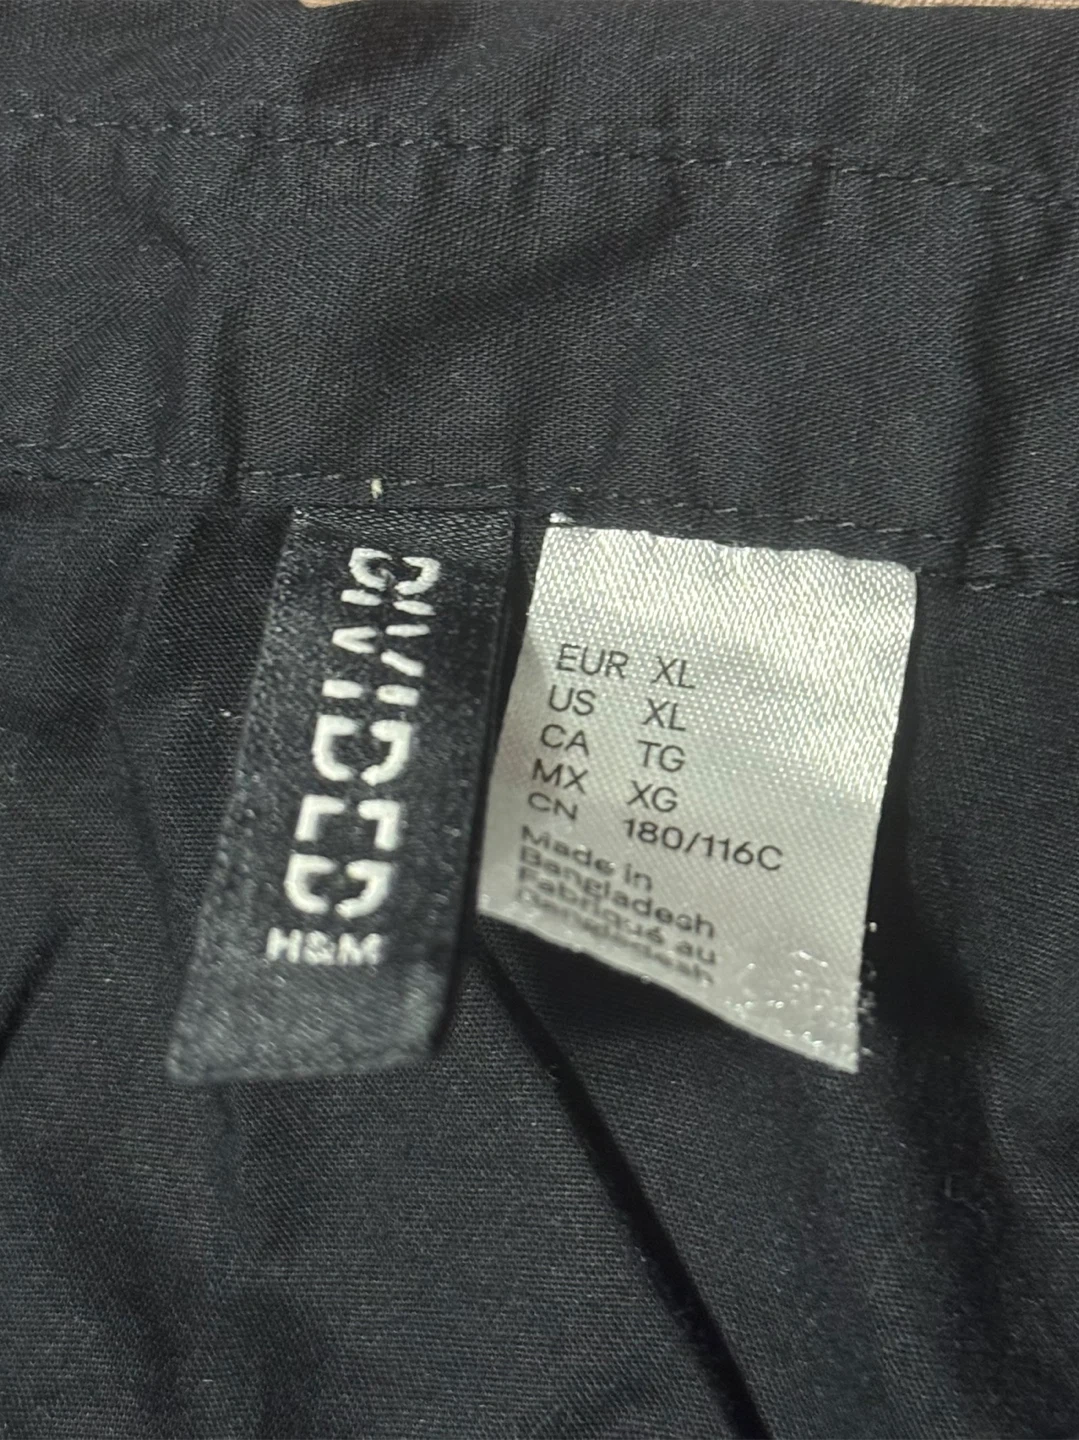 DIVIDED
H&M
EUR XL
US XL
CA TG
MX XG
CN 180/116C
Made in
Bangladesh
Fabriqué au
Bangladesh